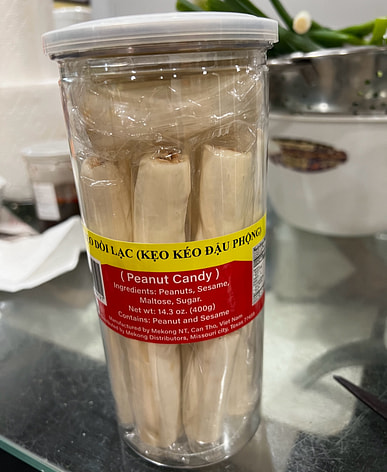 O DỒI LẠC (KẸO KÉO ĐẬU PHỘNG)
( Peanut Candy )
Ingredients: Peanuts, Sesame,
Maltose, Sugar.
Net wt: 14.3 oz. (400g)
Contains: Peanut and Sesame
Manufactured by Mekong NT, Can Tho, Viet Nam
by Mekong Distributors, Missouri city, Texas